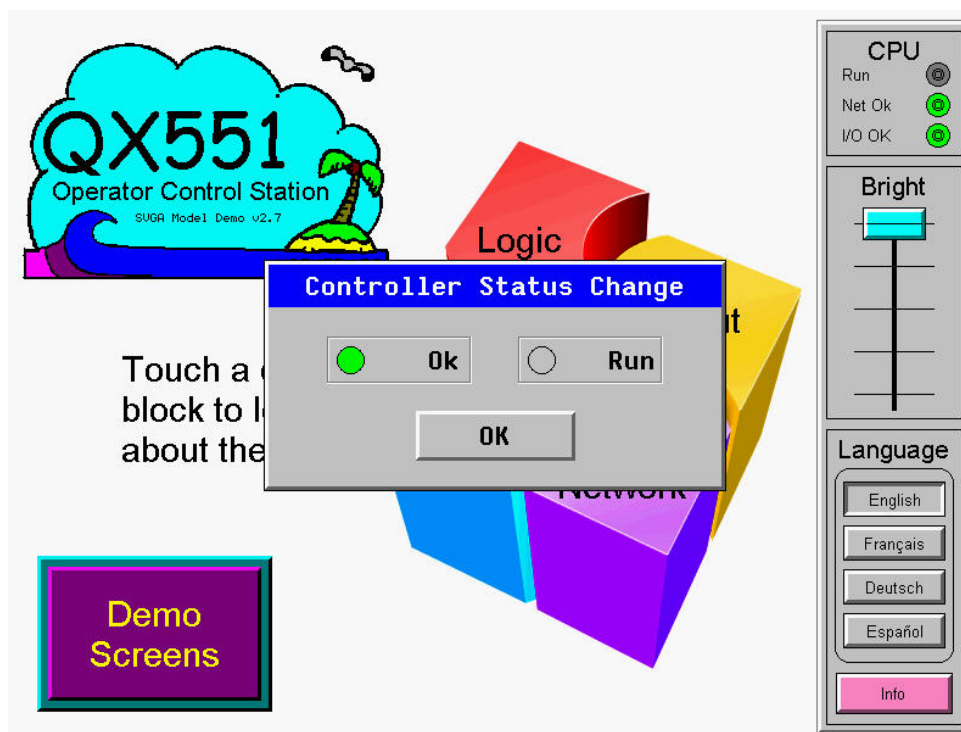 QX551
Operator Control Station
SVGA Model Demo v2.7
Logic
Controller Status Change
Ok
Run
OK
Touch a
block to
about the
Network
Demo
Screens
CPU
Run
Net Ok
I/O OK
Bright
Language
English
Français
Deutsch
Español
Info